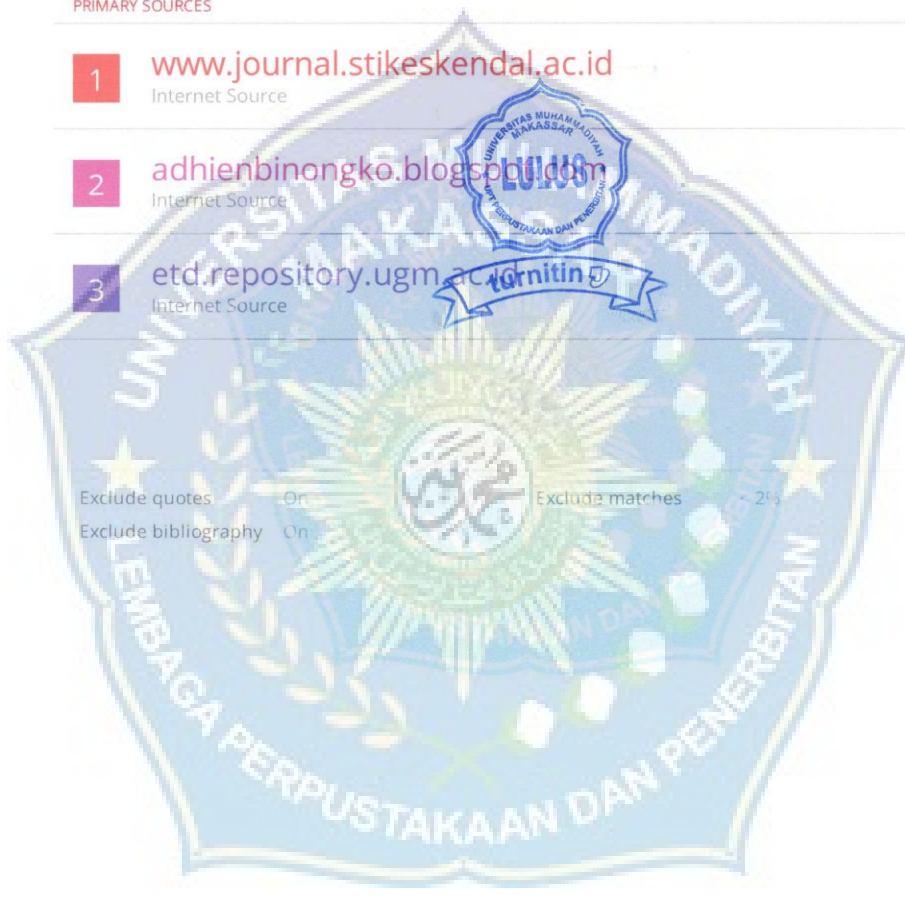 PRIMARY SOURCES
1 www.journal.stikeskendal.ac.id
Internet Source
UNIVERSITAS MUHAMMADIYAH
MAKASSAR
LULUS
UPT PERPUSTAKAAN DAN PENERBITAN
2 adhienbinongko.blogspot.com
Internet Source
3 etd.repository.ugm.ac.id
Internet Source
turnitin
UNIVERSITAS MUHAMMADIYAH
MAKASSAR
Exclude quotes On
Exclude matches < 2%
Exclude bibliography On
LEMBAGA PERPUSTAKAAN DAN PENERBITAN